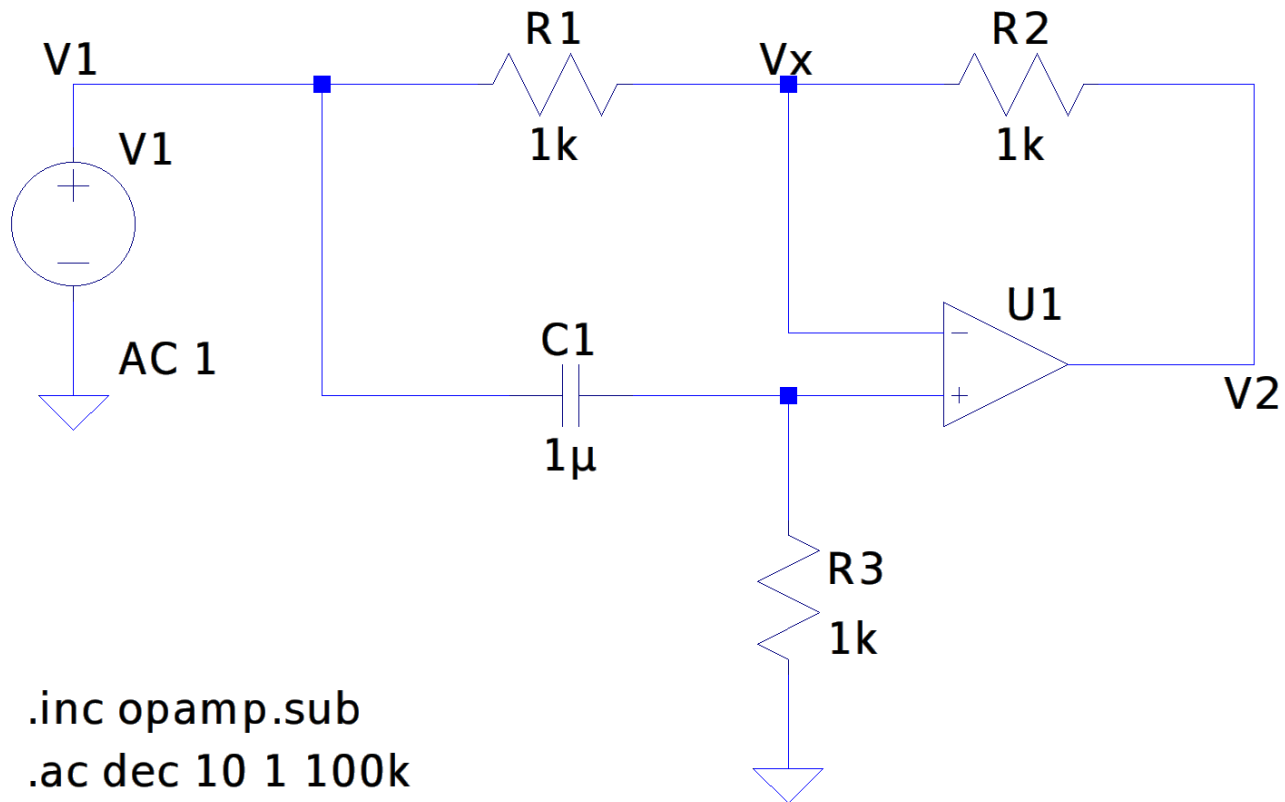 R1
R2
V1
Vx
V1
1k
1k
U1
C1
AC 1
V2
1µ
R3
1k
.inc opamp.sub
.ac dec 10 1 100k